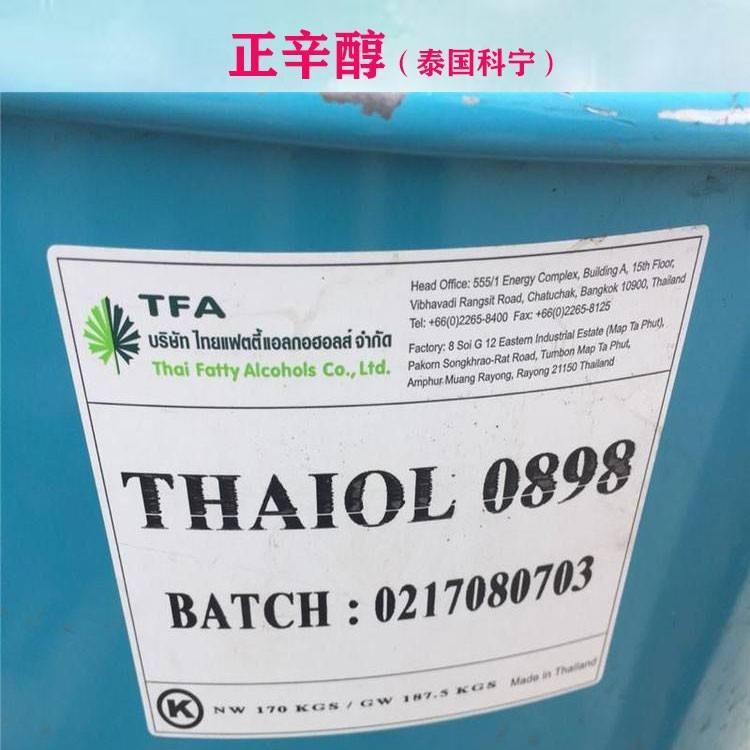 正辛醇（泰国科宁）
TFA
บริษัท ไทยแฟตตี้แอลกอฮอลส์ จำกัด
Thai Fatty Alcohols Co., Ltd.
Head Office: 555/1 Energy Complex, Building A, 15th Floor,
Vibhavadi Rangsit Road, Chatuchak, Bangkok 10900, Thailand
Tel: +66(0)2265-8400 Fax: +66(0)2265-8125
Factory: 8 Soi G 12 Eastern Industrial Estate (Map Ta Phut),
Pakorn Songkhrao-Rat Road, Tumbon Map Ta Phut,
Amphur Muang Rayong, Rayong 21150 Thailand
THAIOL 0898
BATCH : 0217080703
K NW 170 KGS / GW 187.5 KGS Made in Thailand